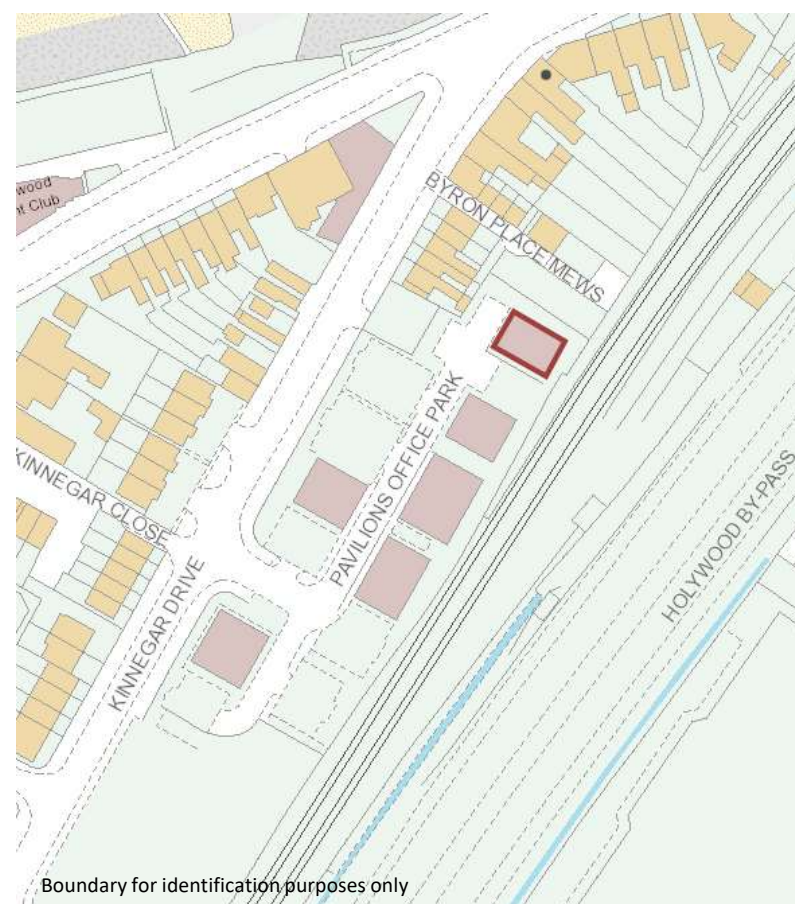 wood
nt Club
BYRON PLACE MEWS
PAVILIONS OFFICE PARK
KINNEGAR CLOSE
HOLYWOOD BY-PASS
KINNEGAR DRIVE
Boundary for identification purposes only